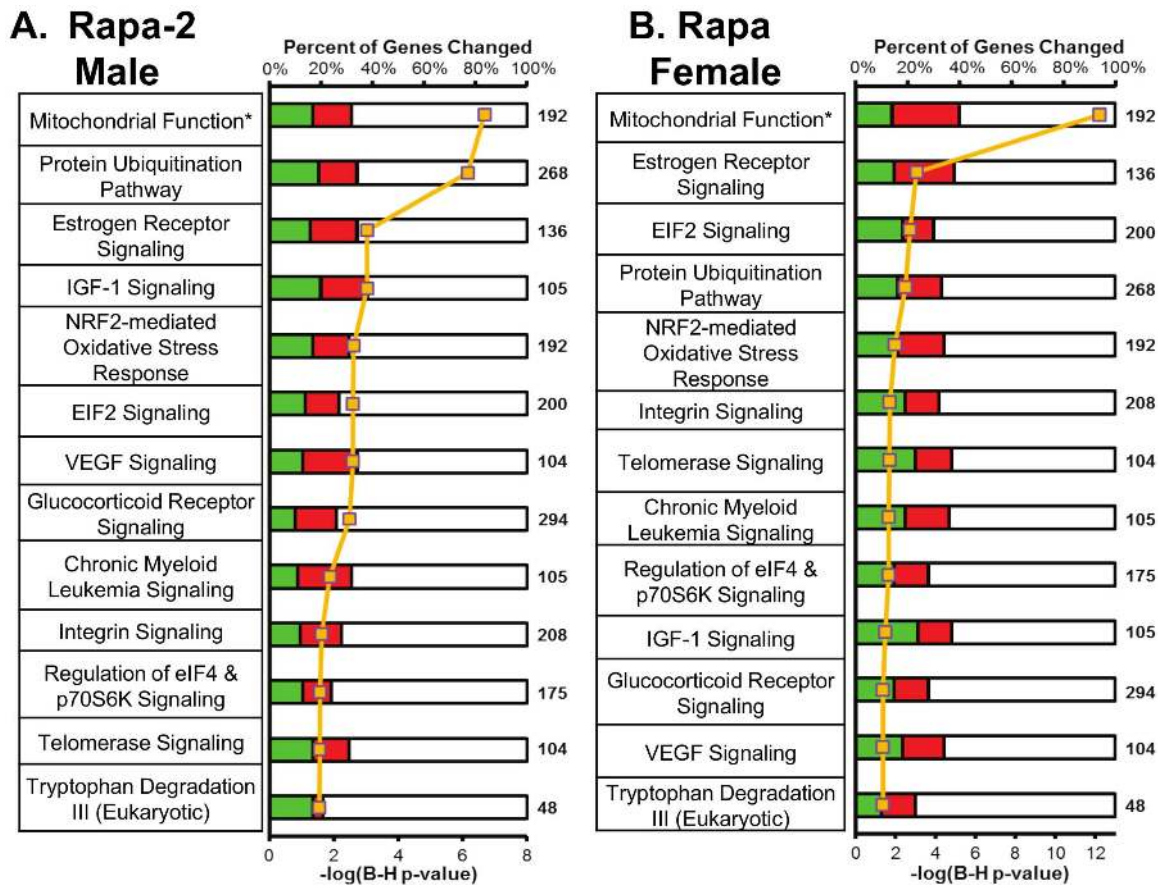 A. Rapa-2
Male
Percent of Genes Changed
0% 20% 40% 60% 80% 100%
Mitochondrial Function*
192
Protein Ubiquitination
Pathway
268
Estrogen Receptor
Signaling
136
IGF-1 Signaling
105
NRF2-mediated
Oxidative Stress
Response
192
EIF2 Signaling
200
VEGF Signaling
104
Glucocorticoid Receptor
Signaling
294
Chronic Myeloid
Leukemia Signaling
105
Integrin Signaling
208
Regulation of eIF4 &
p70S6K Signaling
175
Telomerase Signaling
104
Tryptophan Degradation
III (Eukaryotic)
48
0 2 4 6 8
-log(B-H p-value)
B. Rapa
Female
Percent of Genes Changed
0% 20% 40% 60% 80% 100%
Mitochondrial Function*
192
Estrogen Receptor
Signaling
136
EIF2 Signaling
200
Protein Ubiquitination
Pathway
268
NRF2-mediated
Oxidative Stress
Response
192
Integrin Signaling
208
Telomerase Signaling
104
Chronic Myeloid
Leukemia Signaling
105
Regulation of eIF4 &
p70S6K Signaling
175
IGF-1 Signaling
105
Glucocorticoid Receptor
Signaling
294
VEGF Signaling
104
Tryptophan Degradation
III (Eukaryotic)
48
0 2 4 6 8 10 12
-log(B-H p-value)